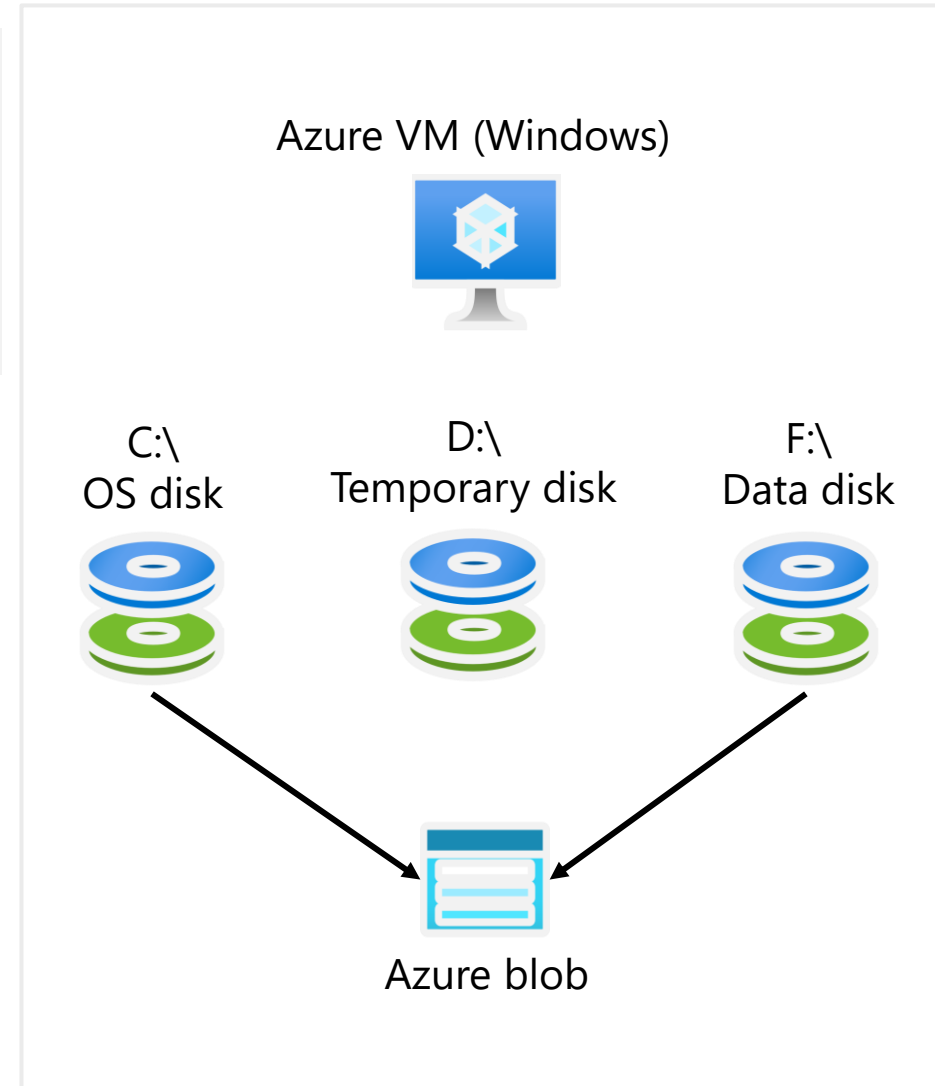 Azure VM (Windows)
C:\
OS disk
D:\
Temporary disk
F:\
Data disk
Azure blob